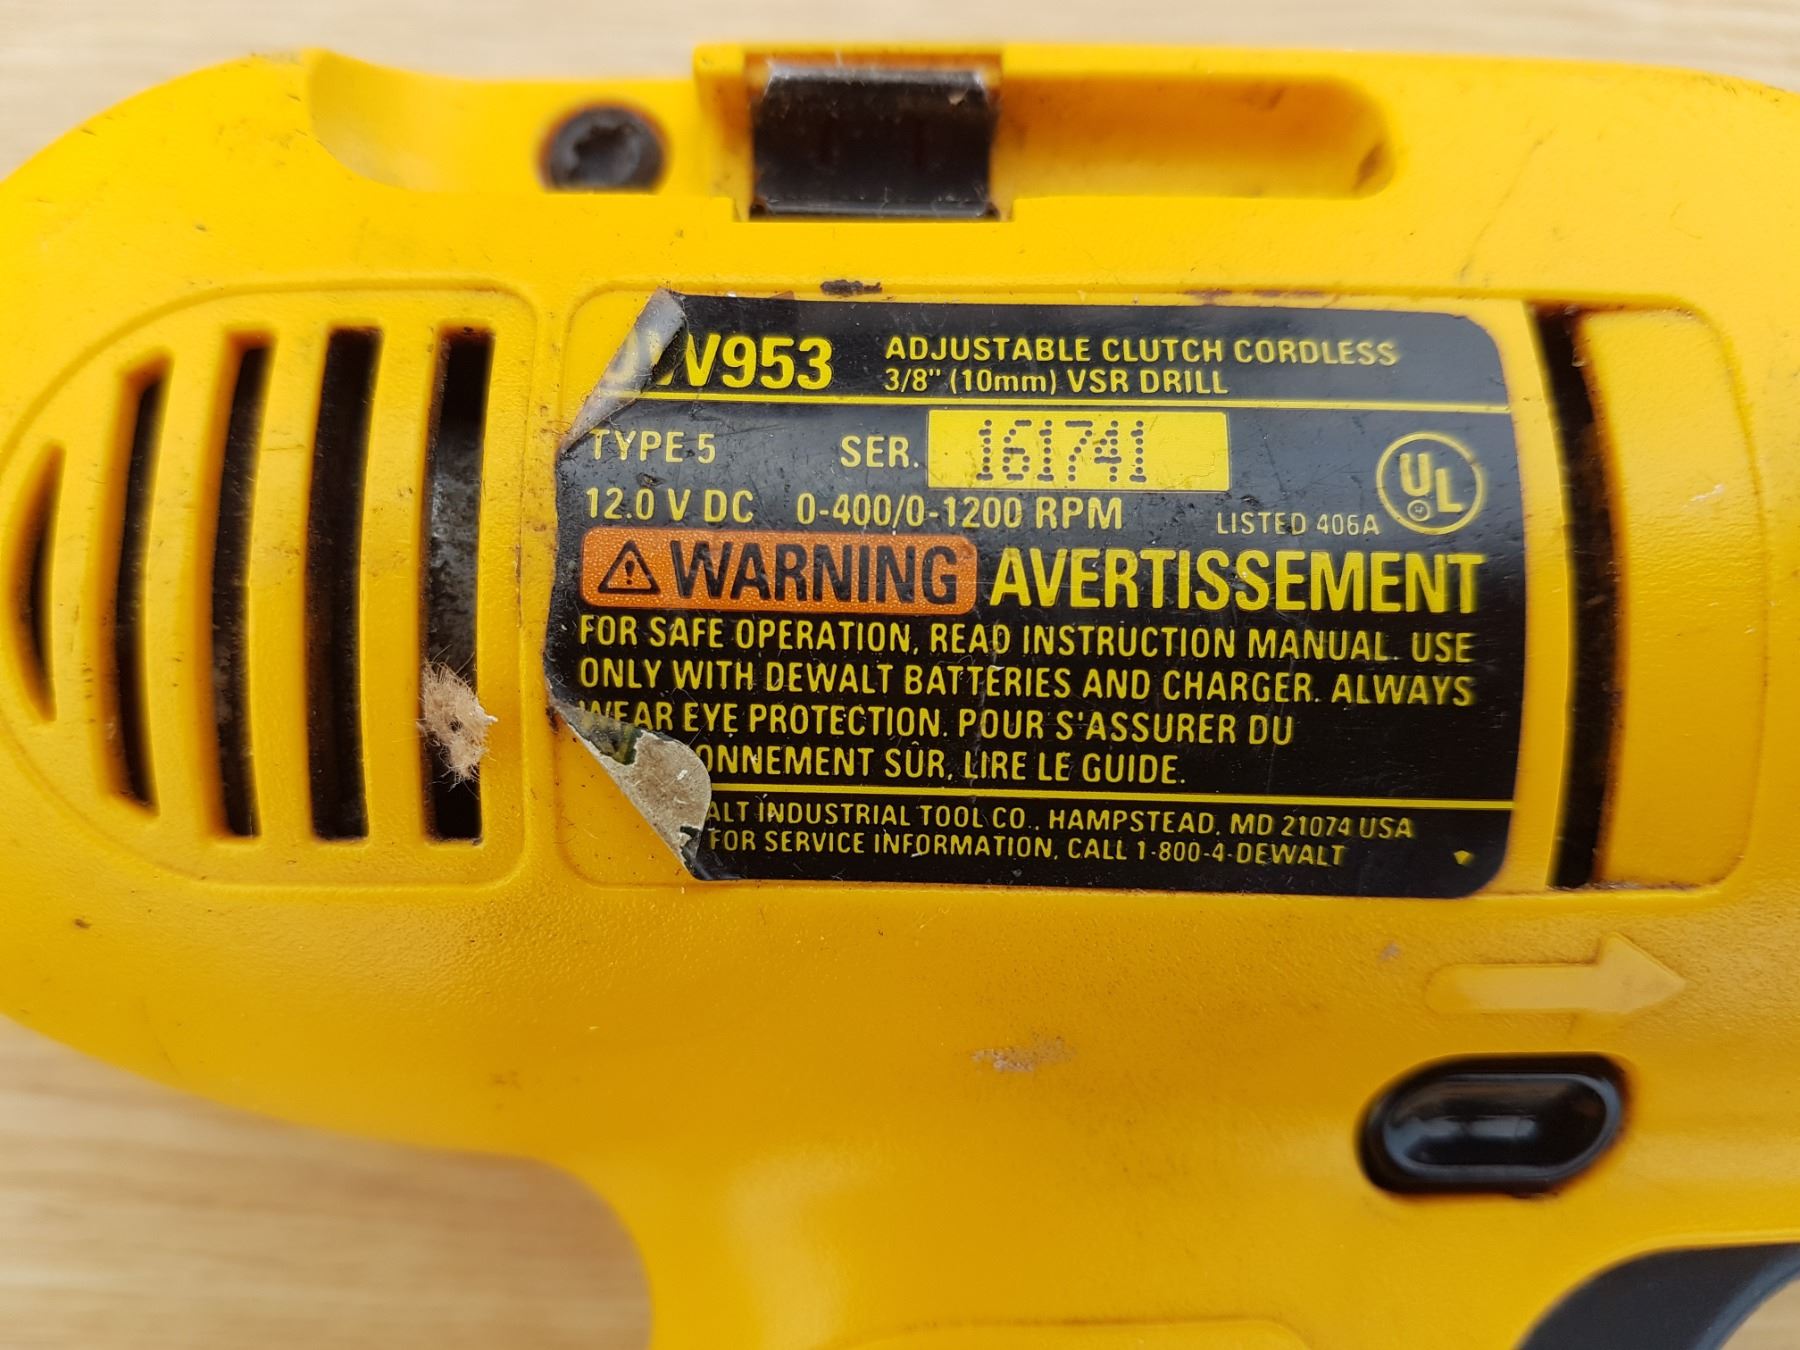 DW953
ADJUSTABLE CLUTCH CORDLESS
3/8" (10mm) VSR DRILL
TYPE 5 SER. 161741
12.0 V DC 0-400/0-1200 RPM LISTED 406A UL
WARNING AVERTISSEMENT
FOR SAFE OPERATION, READ INSTRUCTION MANUAL. USE
ONLY WITH DEWALT BATTERIES AND CHARGER. ALWAYS
WEAR EYE PROTECTION. POUR S'ASSURER DU
ONNEMENT SÛR, LIRE LE GUIDE.
ALT INDUSTRIAL TOOL CO., HAMPSTEAD, MD 21074 USA
FOR SERVICE INFORMATION, CALL 1-800-4-DEWALT